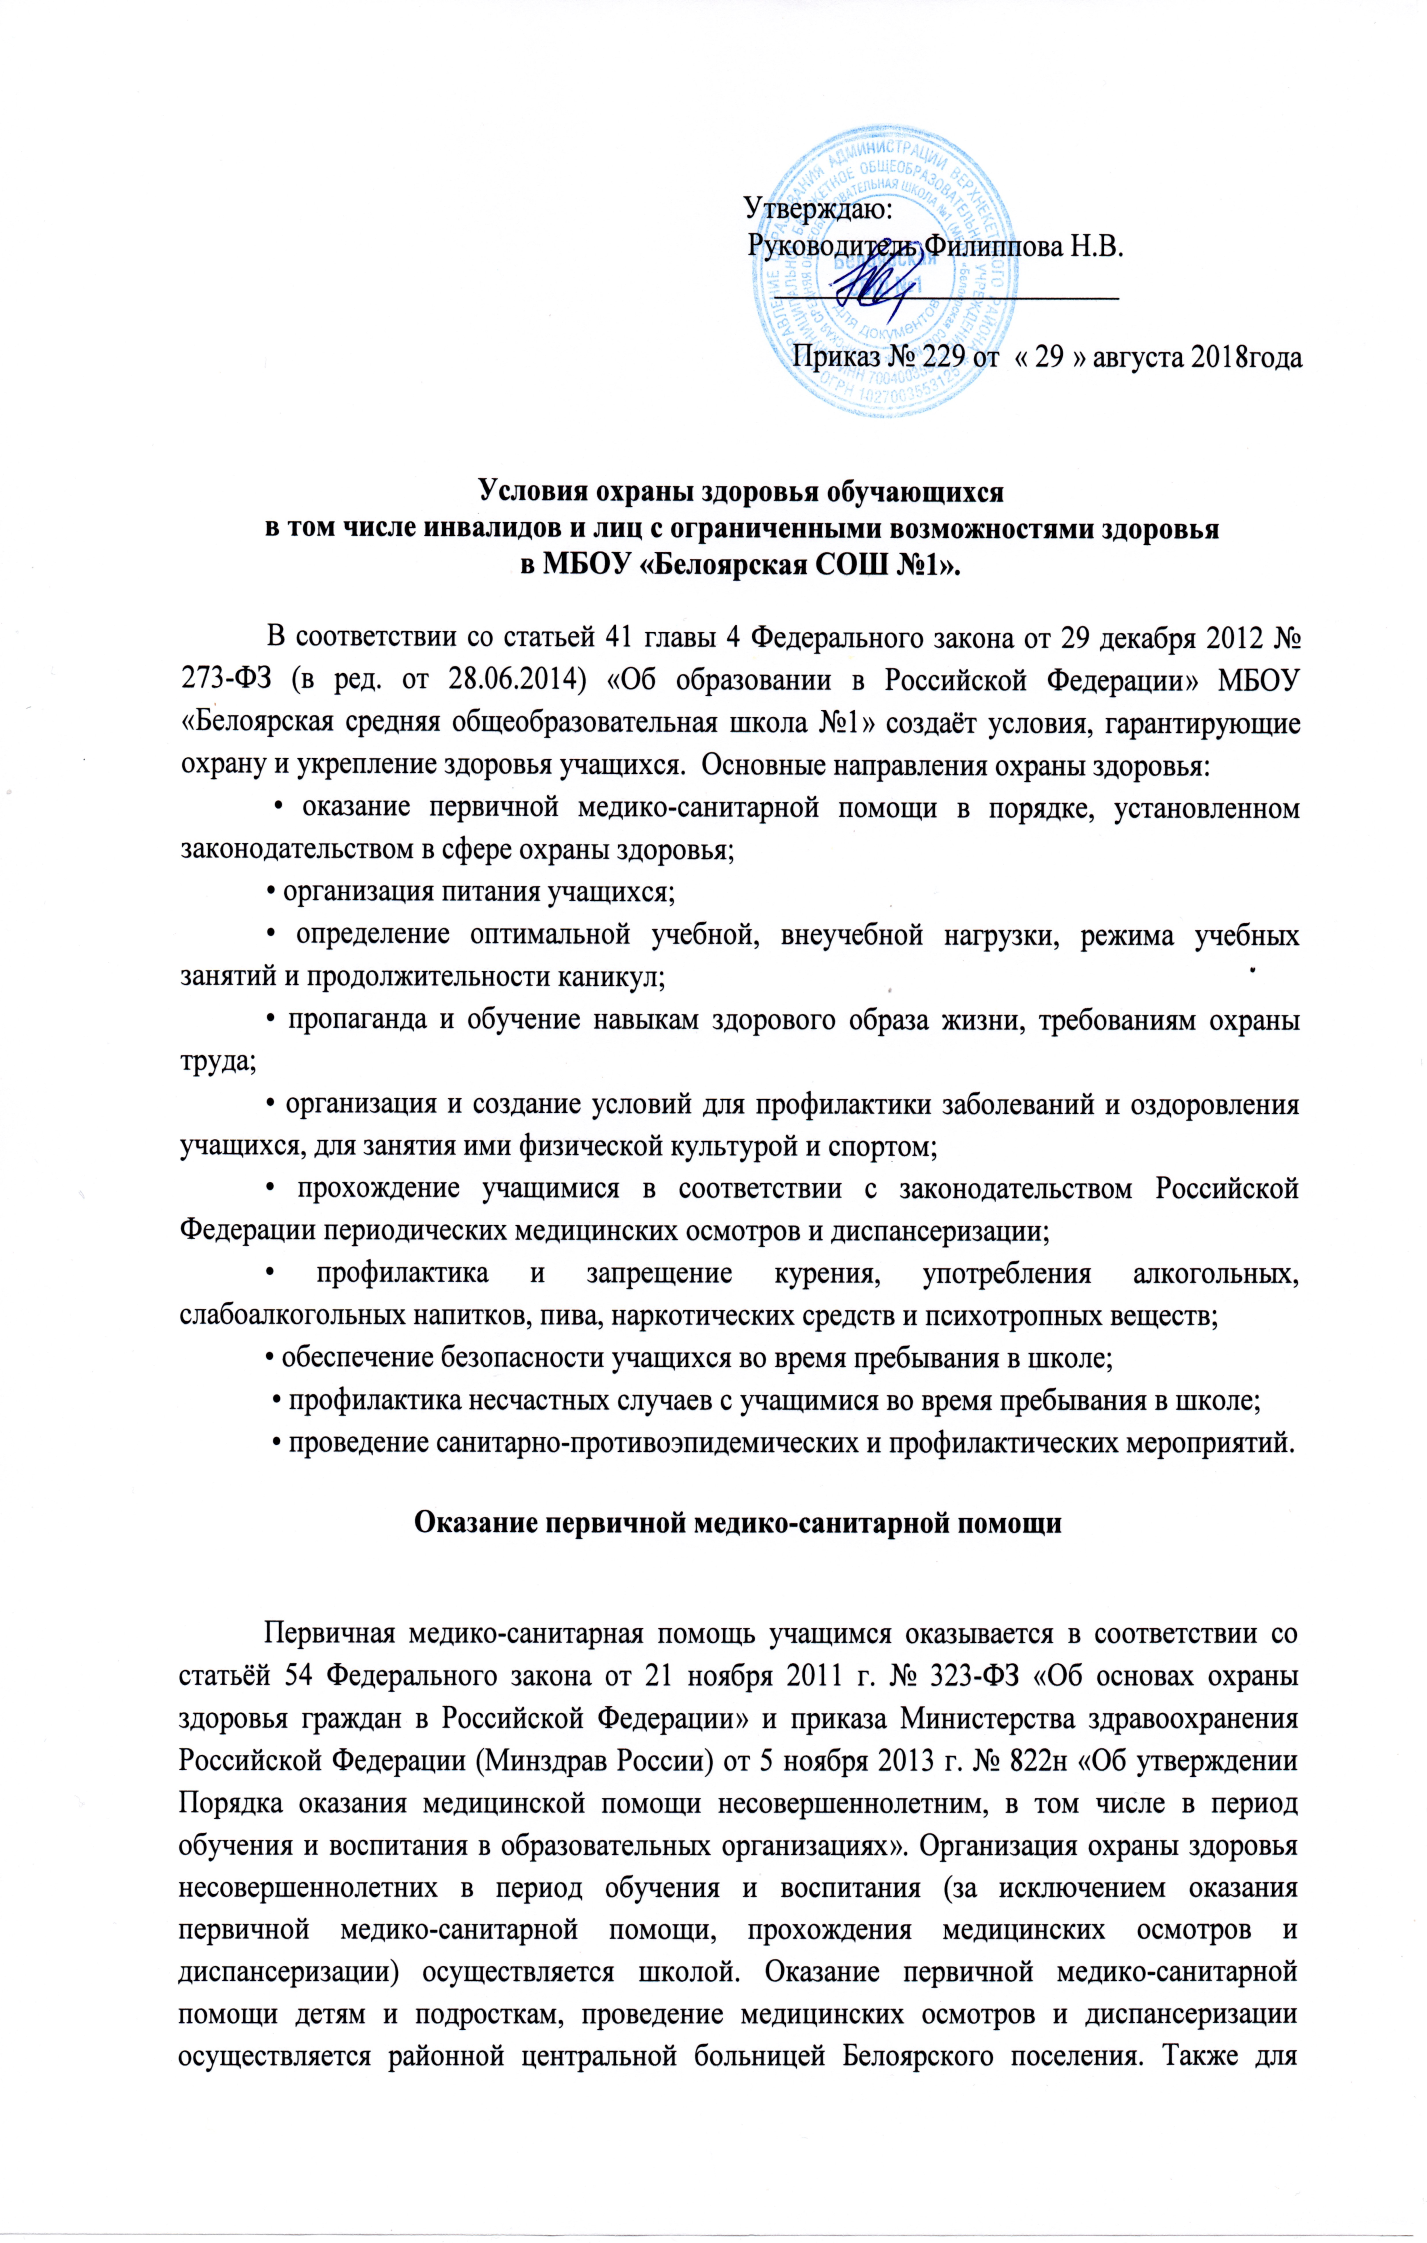 Утверждаю:
Руководитель Филиппова Н.В.
Приказ № 229 от « 29 » августа 2018года
Условия охраны здоровья обучающихся
в том числе инвалидов и лиц с ограниченными возможностями здоровья
в МБОУ «Белоярская СОШ №1».
В соответствии со статьей 41 главы 4 Федерального закона от 29 декабря 2012 №
273-ФЗ (в ред. от 28.06.2014) «Об образовании в Российской Федерации» МБОУ
«Белоярская средняя общеобразовательная школа №1» создаёт условия, гарантирующие
охрану и укрепление здоровья учащихся. Основные направления охраны здоровья:
• оказание первичной медико-санитарной помощи в порядке, установленном
законодательством в сфере охраны здоровья;
• организация питания учащихся;
• определение оптимальной учебной, внеучебной нагрузки, режима учебных
занятий и продолжительности каникул;
• пропаганда и обучение навыкам здорового образа жизни, требованиям охраны
труда;
• организация и создание условий для профилактики заболеваний и оздоровления
учащихся, для занятия ими физической культурой и спортом;
• прохождение учащимися в соответствии с законодательством Российской
Федерации периодических медицинских осмотров и диспансеризации;
• профилактика и запрещение курения, употребления алкогольных,
слабоалкогольных напитков, пива, наркотических средств и психотропных веществ;
• обеспечение безопасности учащихся во время пребывания в школе;
• профилактика несчастных случаев с учащимися во время пребывания в школе;
• проведение санитарно-противоэпидемических и профилактических мероприятий.
Оказание первичной медико-санитарной помощи
Первичная медико-санитарная помощь учащимся оказывается в соответствии со
статьёй 54 Федерального закона от 21 ноября 2011 г. № 323-ФЗ «Об основах охраны
здоровья граждан в Российской Федерации» и приказа Министерства здравоохранения
Российской Федерации (Минздрав России) от 5 ноября 2013 г. № 822н «Об утверждении
Порядка оказания медицинской помощи несовершеннолетним, в том числе в период
обучения и воспитания в образовательных организациях». Организация охраны здоровья
несовершеннолетних в период обучения и воспитания (за исключением оказания
первичной медико-санитарной помощи, прохождения медицинских осмотров и
диспансеризации) осуществляется школой. Оказание первичной медико-санитарной
помощи детям и подросткам, проведение медицинских осмотров и диспансеризации
осуществляется районной центральной больницей Белоярского поселения. Также для